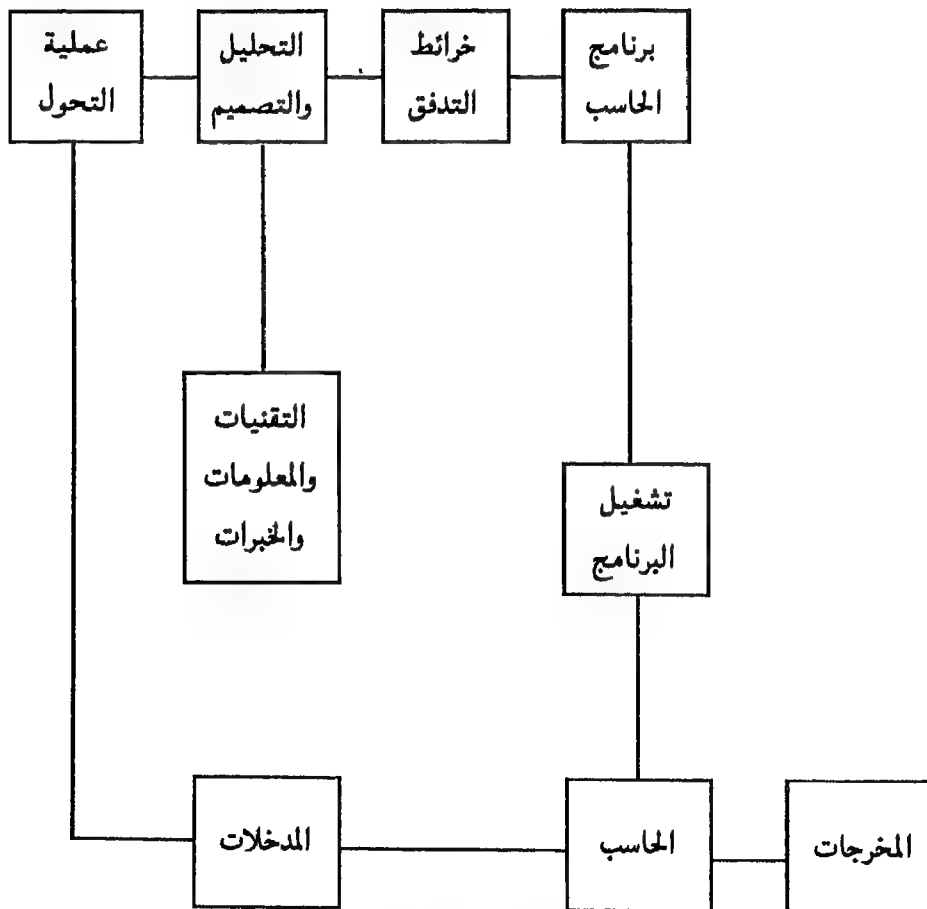 برنامج
الحاسب
خرائط
التدفق
التحليل
والتصميم
عملية
التحول
التقنيات
والمعلومات
والخبرات
تشغيل
البرنامج
المخرجات
الحاسب
المدخلات